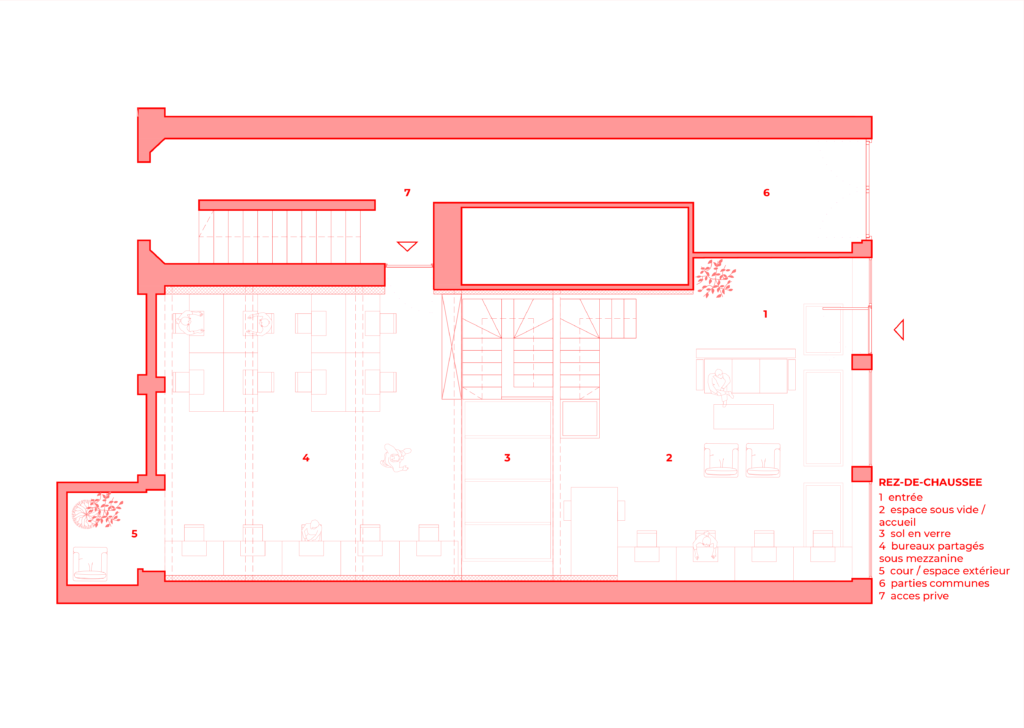 7
6
1
4
3
2
5
REZ-DE-CHAUSSEE
1 entrée
2 espace sous vide /
accueil
3 sol en verre
4 bureaux partagés
sous mezzanine
5 cour / espace extérieur
6 parties communes
7 acces prive